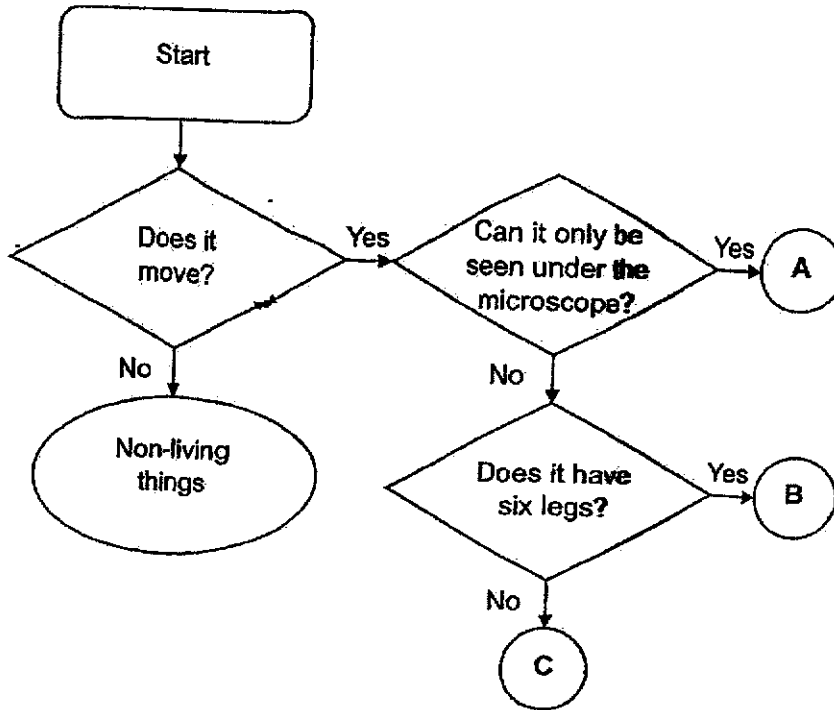 Start
Does it
move?
Yes
Can it only be
seen under the
microscope?
Yes
A
No
Non-living
things
No
Does it have
six legs?
Yes
B
No
C